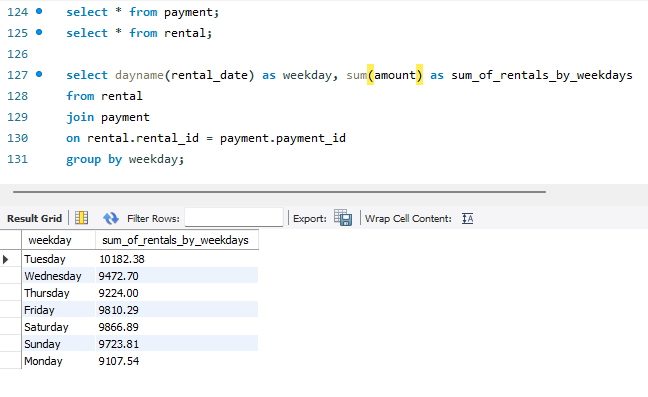 124 select * from payment;
125 select * from rental;
126
127 select dayname(rental_date) as weekday, sum(amount) as sum_of_rentals_by_weekdays
128 from rental
129 join payment
130 on rental.rental_id = payment.payment_id
131 group by weekday;
Result Grid Filter Rows: Export: Wrap Cell Content:
weekday sum_of_rentals_by_weekdays
Tuesday 10182.38
Wednesday 9472.70
Thursday 9224.00
Friday 9810.29
Saturday 9866.89
Sunday 9723.81
Monday 9107.54